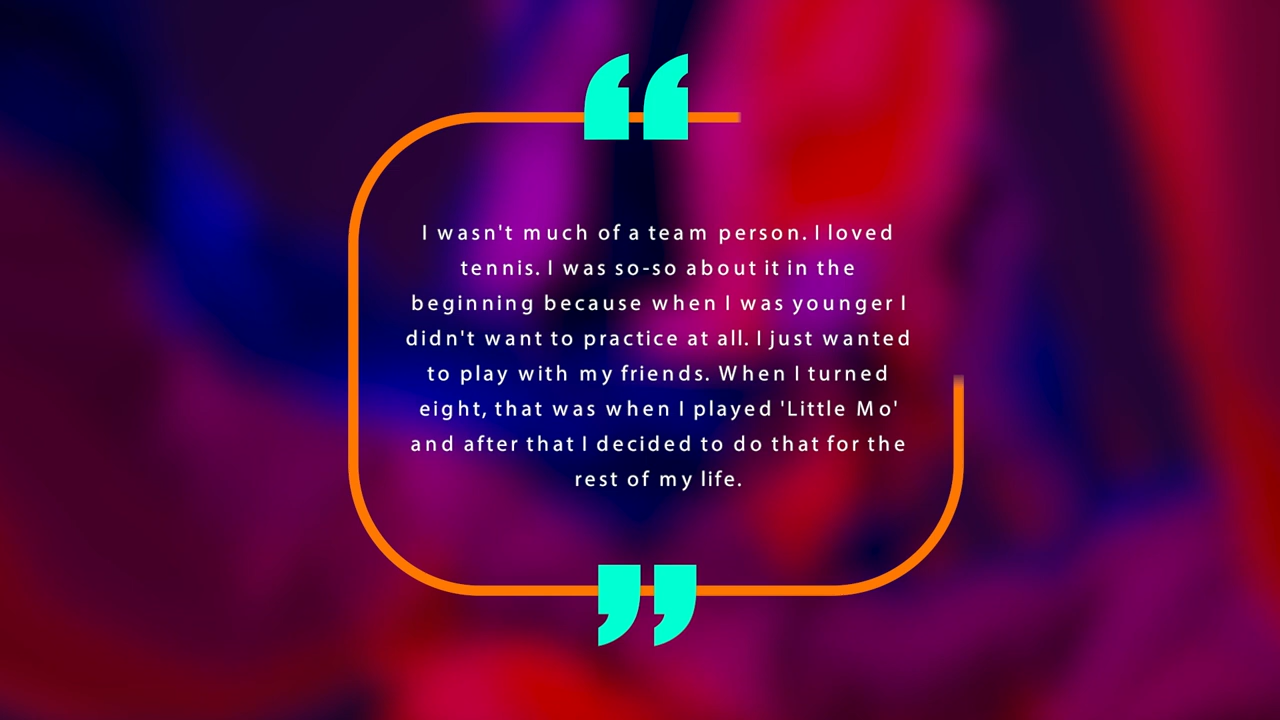 I wasn't much of a team person. I loved
tennis. I was so-so about it in the
beginning because when I was younger I
didn't want to practice at all. I just wanted
to play with my friends. When I turned
eight, that was when I played 'Little Mo'
and after that I decided to do that for the
rest of my life.